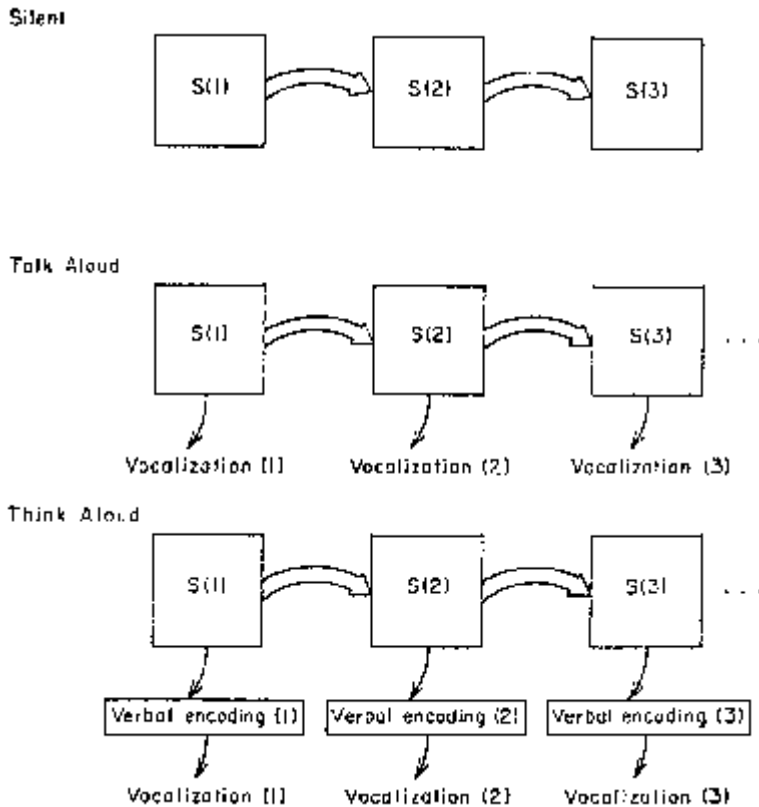 Silent
S(1) S(2) S(3)
Talk Aloud
S(1) S(2) S(3) . . .
Vocalization (1) Vocalization (2) Vocalization (3)
Think Aloud
S(1) S(2) S(3) . . .
Verbal encoding (1) Verbal encoding (2) Verbal encoding (3)
Vocalization (1) Vocalization (2) Vocalization (3)